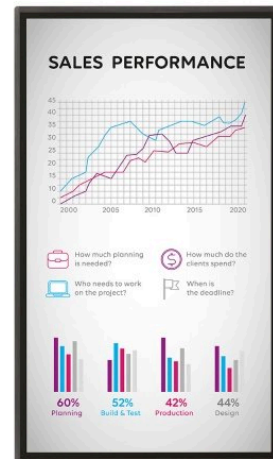 SALES PERFORMANCE
45
40
35
30
25
20
15
10
0
2000
2005
2010
2015
2020
How much planning
is needed?
How much do the
clients spend?
Who needs to work
on the project?
When is
the deadline?
60%
Planning
52%
Build & Test
42%
Production
44%
Design